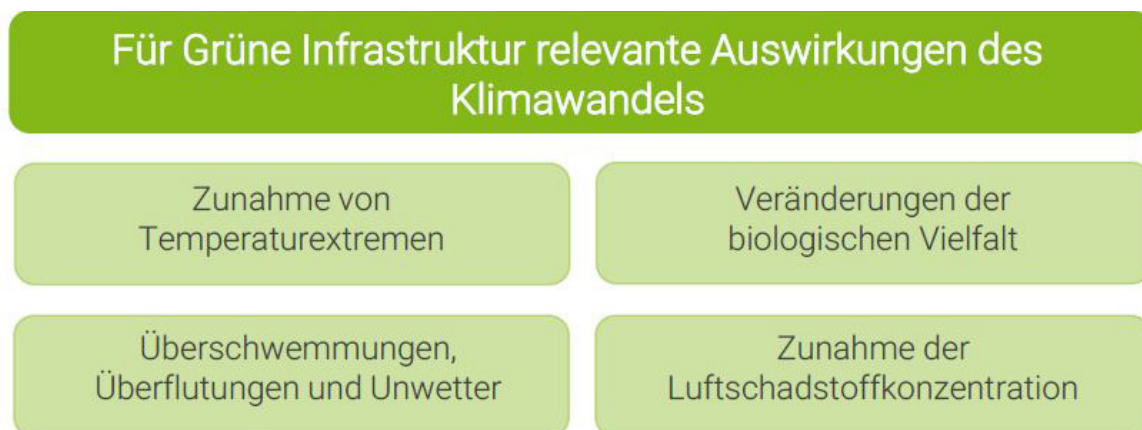 Für Grüne Infrastruktur relevante Auswirkungen des
Klimawandels
Zunahme von
Temperaturextremen
Veränderungen der
biologischen Vielfalt
Überschwemmungen,
Überflutungen und Unwetter
Zunahme der
Luftschadstoffkonzentration